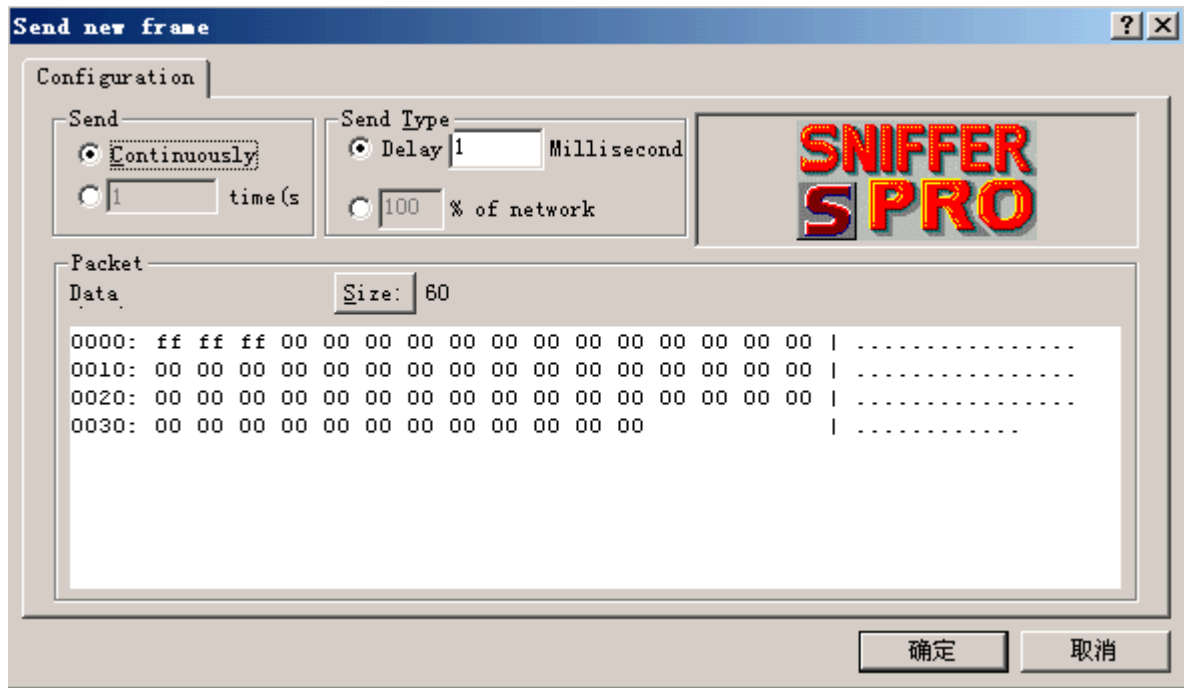 Send new frame
Configuration
Send
Continuously
1 time(s
Send Type
Delay 1 Millisecond
100 % of network
SNIFFER
S PRO
Packet
Data
Size: 60
0000: ff ff ff 00 00 00 00 00 00 00 00 00 00 00 00 00 | ................
0010: 00 00 00 00 00 00 00 00 00 00 00 00 00 00 00 00 | ................
0020: 00 00 00 00 00 00 00 00 00 00 00 00 00 00 00 00 | ................
0030: 00 00 00 00 00 00 00 00 00 00 00 00 | ............
确定 取消